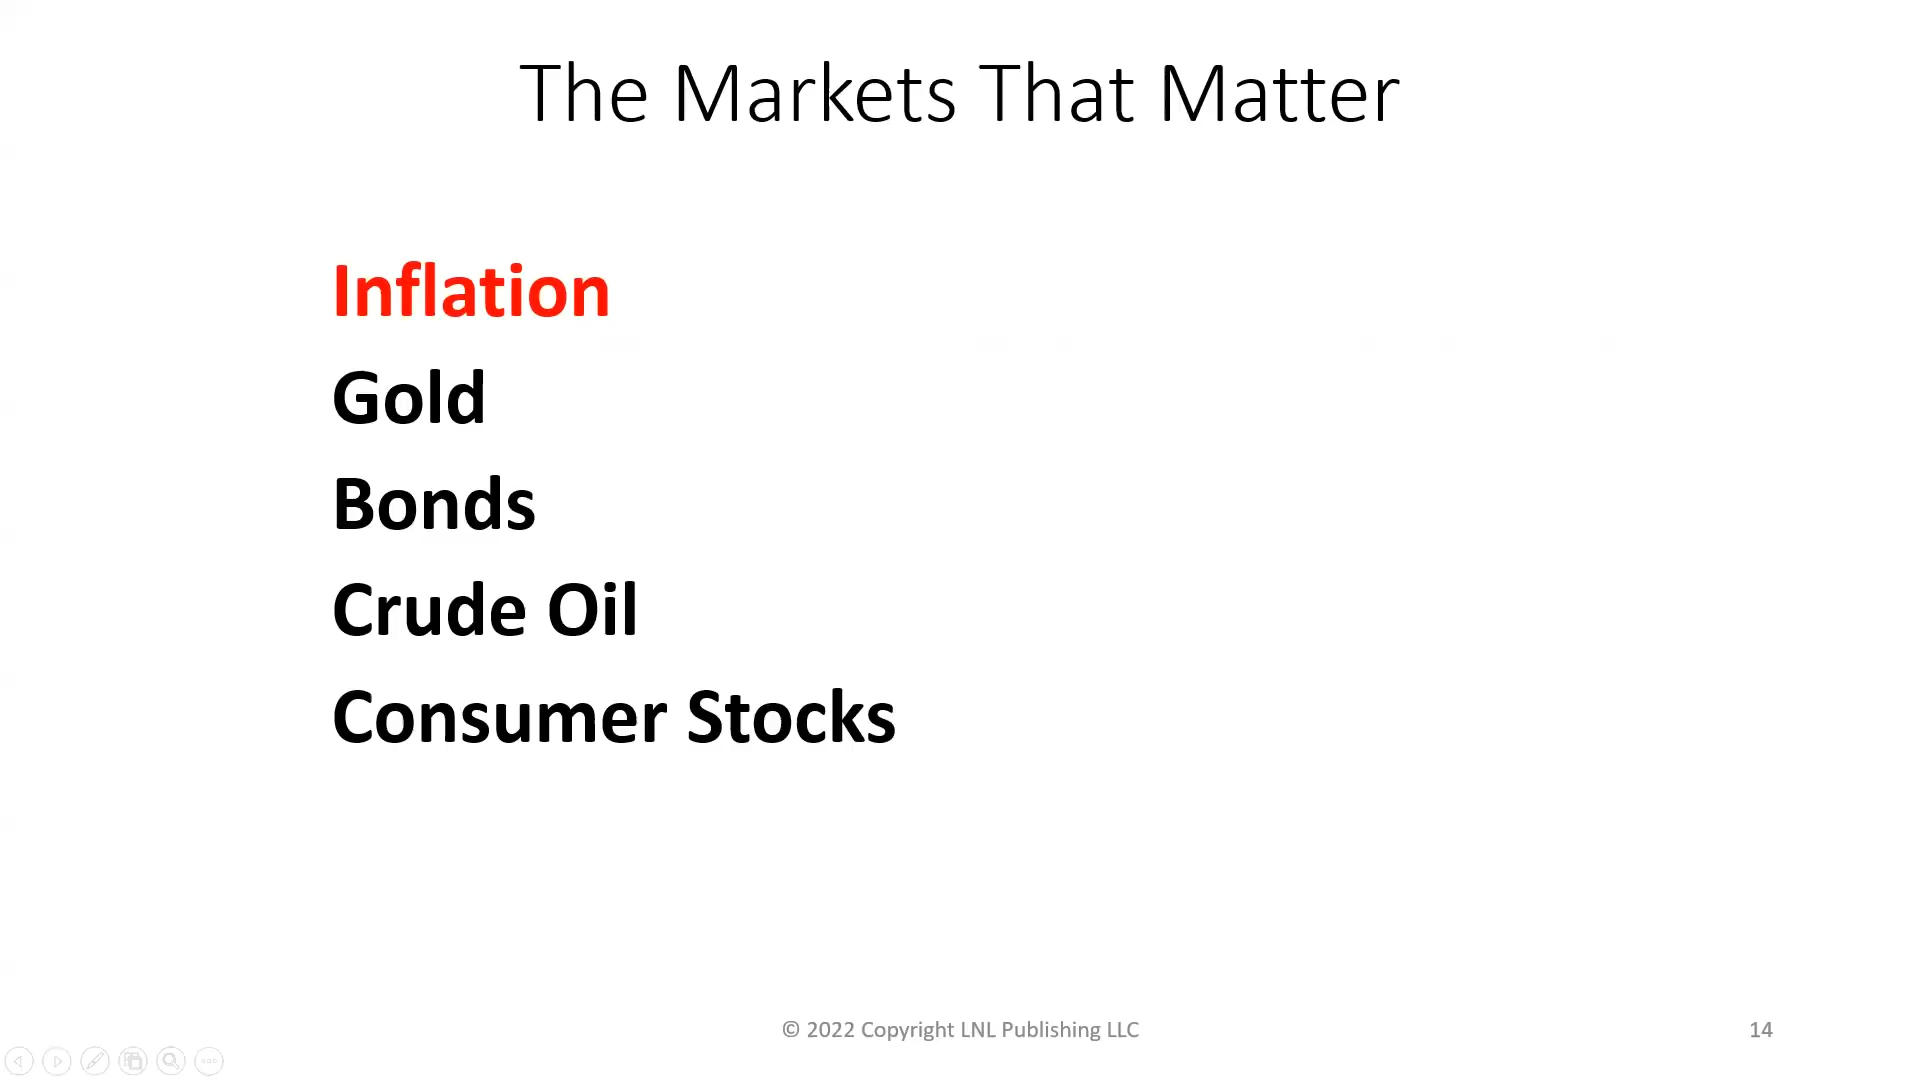 The Markets That Matter
Inflation
Gold
Bonds
Crude Oil
Consumer Stocks
© 2022 Copyright LNL Publishing LLC
14